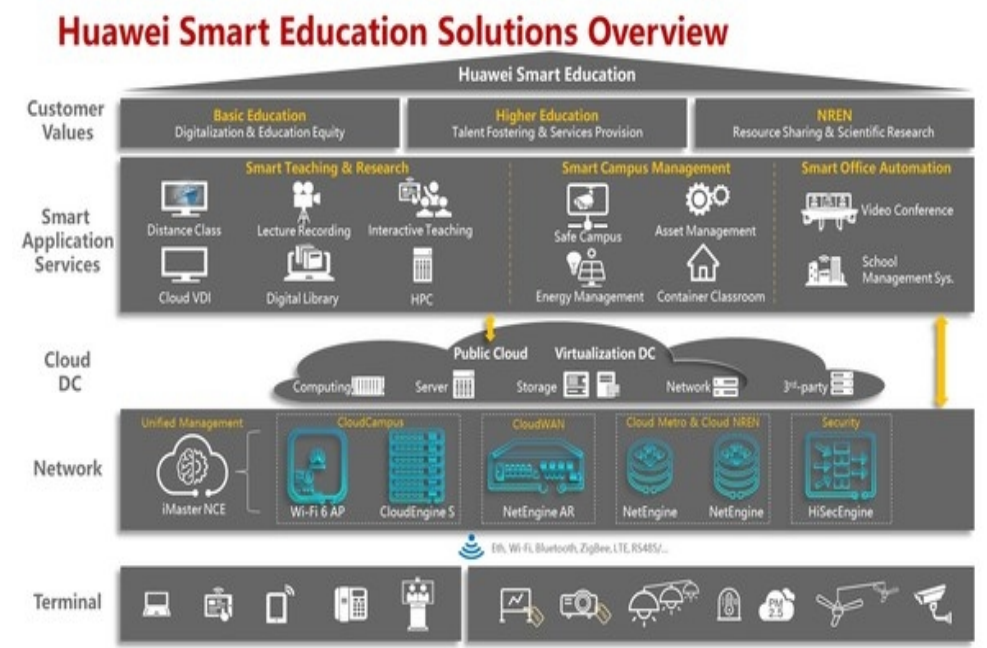 Huawei Smart Education Solutions Overview
Huawei Smart Education
Customer
Values
Basic Education
Digitalization & Education Equity
Higher Education
Talent Fostering & Services Provision
NREN
Resource Sharing & Scientific Research
Smart
Application
Services
Smart Teaching & Research
Distance Class
Lecture Recording
Interactive Teaching
Cloud VDI
Digital Library
HPC
Smart Campus Management
Safe Campus
Asset Management
Energy Management
Container Classroom
Smart Office Automation
Video Conference
School
Management Sys.
Cloud
DC
Public Cloud
Virtualization DC
Computing
Server
Storage
Network
3rd-party
Network
Unified Management
iMaster NCE
CloudCampus
Wi-Fi 6 AP
CloudEngine S
CloudWAN
NetEngine AR
Cloud Metro & Cloud NREN
NetEngine
NetEngine
Security
HiSecEngine
Eth, Wi-Fi, Bluetooth, ZigBee, LTE, RS485/...
Terminal
PM
2.5